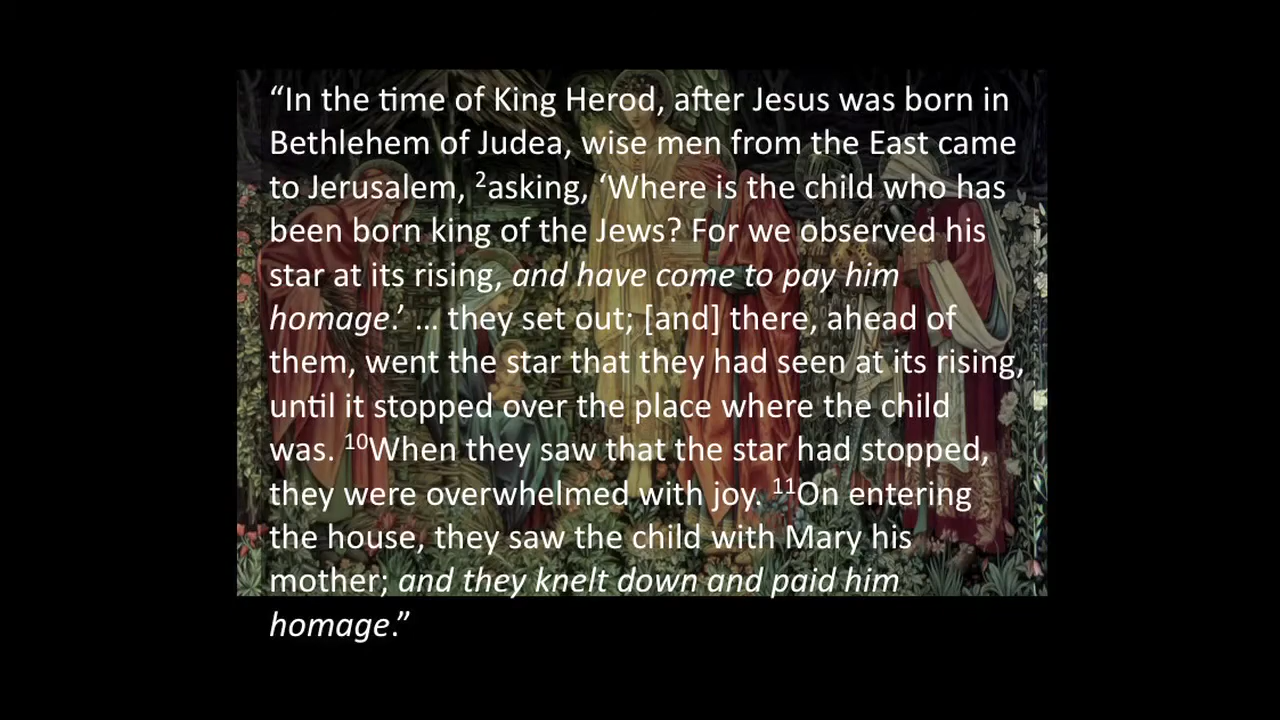 “In the time of King Herod, after Jesus was born in
Bethlehem of Judea, wise men from the East came
to Jerusalem, ²asking, ‘Where is the child who has
been born king of the Jews? For we observed his
star at its rising, and have come to pay him
homage.’ … they set out; [and] there, ahead of
them, went the star that they had seen at its rising,
until it stopped over the place where the child
was. ¹⁰When they saw that the star had stopped,
they were overwhelmed with joy. ¹¹On entering
the house, they saw the child with Mary his
mother; and they knelt down and paid him
homage.”